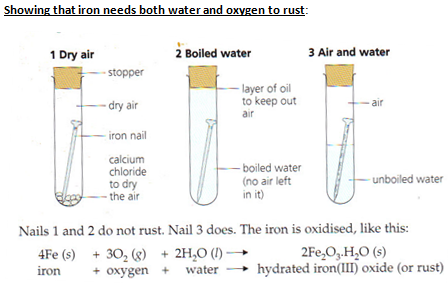 Showing that iron needs both water and oxygen to rust:
1 Dry air
stopper
dry air
iron nail
calcium
chloride
to dry
the air
2 Boiled water
layer of oil
to keep out
air
boiled water
(no air left
in it)
3 Air and water
air
unboiled water
Nails 1 and 2 do not rust. Nail 3 does. The iron is oxidised, like this:
4Fe (s) + 3O₂ (g) + 2H₂O (l) → 2Fe₂O₃.H₂O (s)
iron + oxygen + water → hydrated iron(III) oxide (or rust)